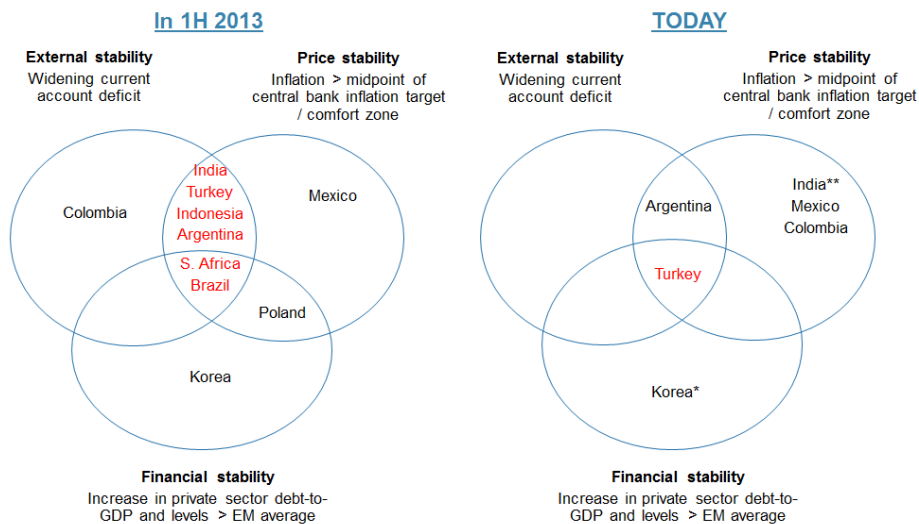 In 1H 2013
External stability
Widening current
account deficit
Price stability
Inflation > midpoint of
central bank inflation target
/ comfort zone
India
Turkey
Indonesia
Argentina
Colombia
Mexico
S. Africa
Brazil
Poland
Korea
Financial stability
Increase in private sector debt-to-
GDP and levels > EM average
TODAY
External stability
Widening current
account deficit
Price stability
Inflation > midpoint of
central bank inflation target
/ comfort zone
India**
Mexico
Colombia
Argentina
Turkey
Korea*
Financial stability
Increase in private sector debt-to-
GDP and levels > EM average